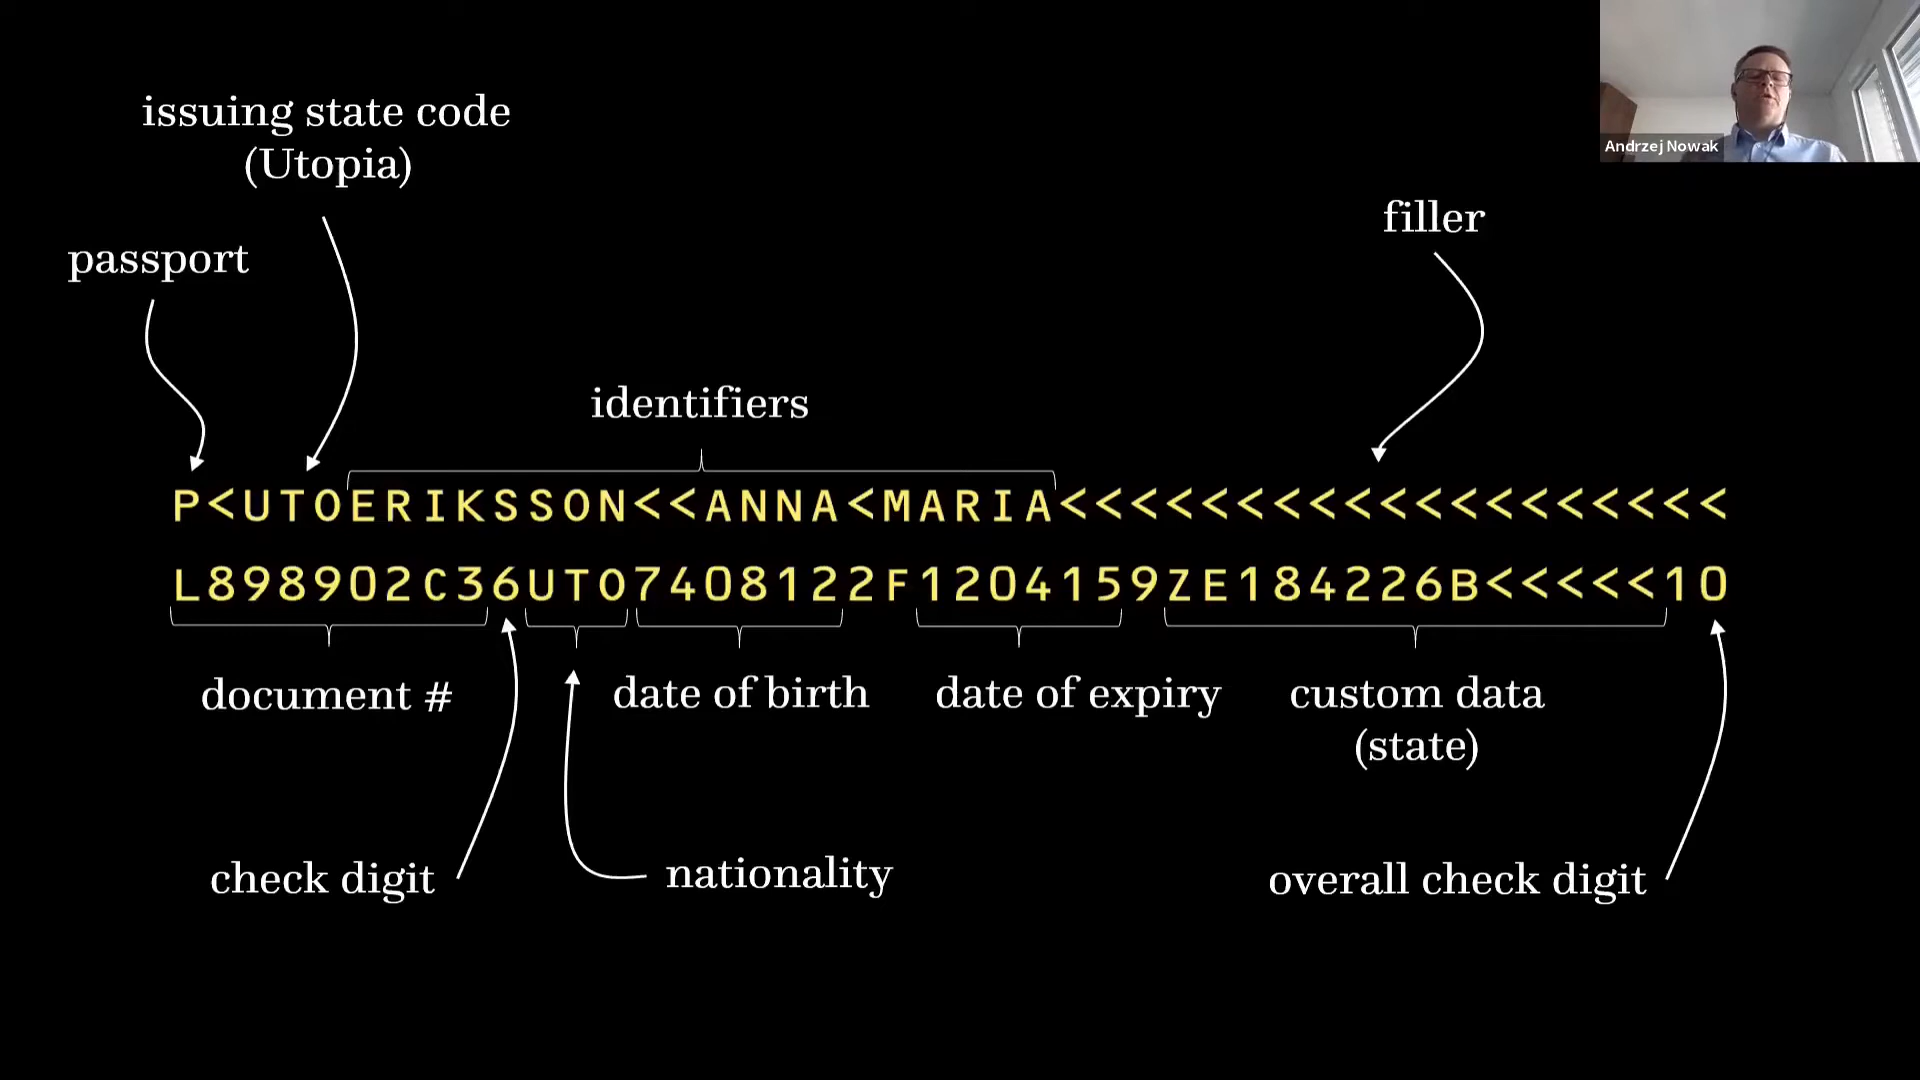 issuing state code
(Utopia)
Andrzej Nowak
passport
filler
identifiers
P<UTOERIKSSON<<ANNA<MARIA<<<<<<<<<<<<<<<<<<<
L898902C36UTO7408122F1204159ZE184226B<<<<<10
document #
date of birth
date of expiry
custom data
(state)
check digit
nationality
overall check digit